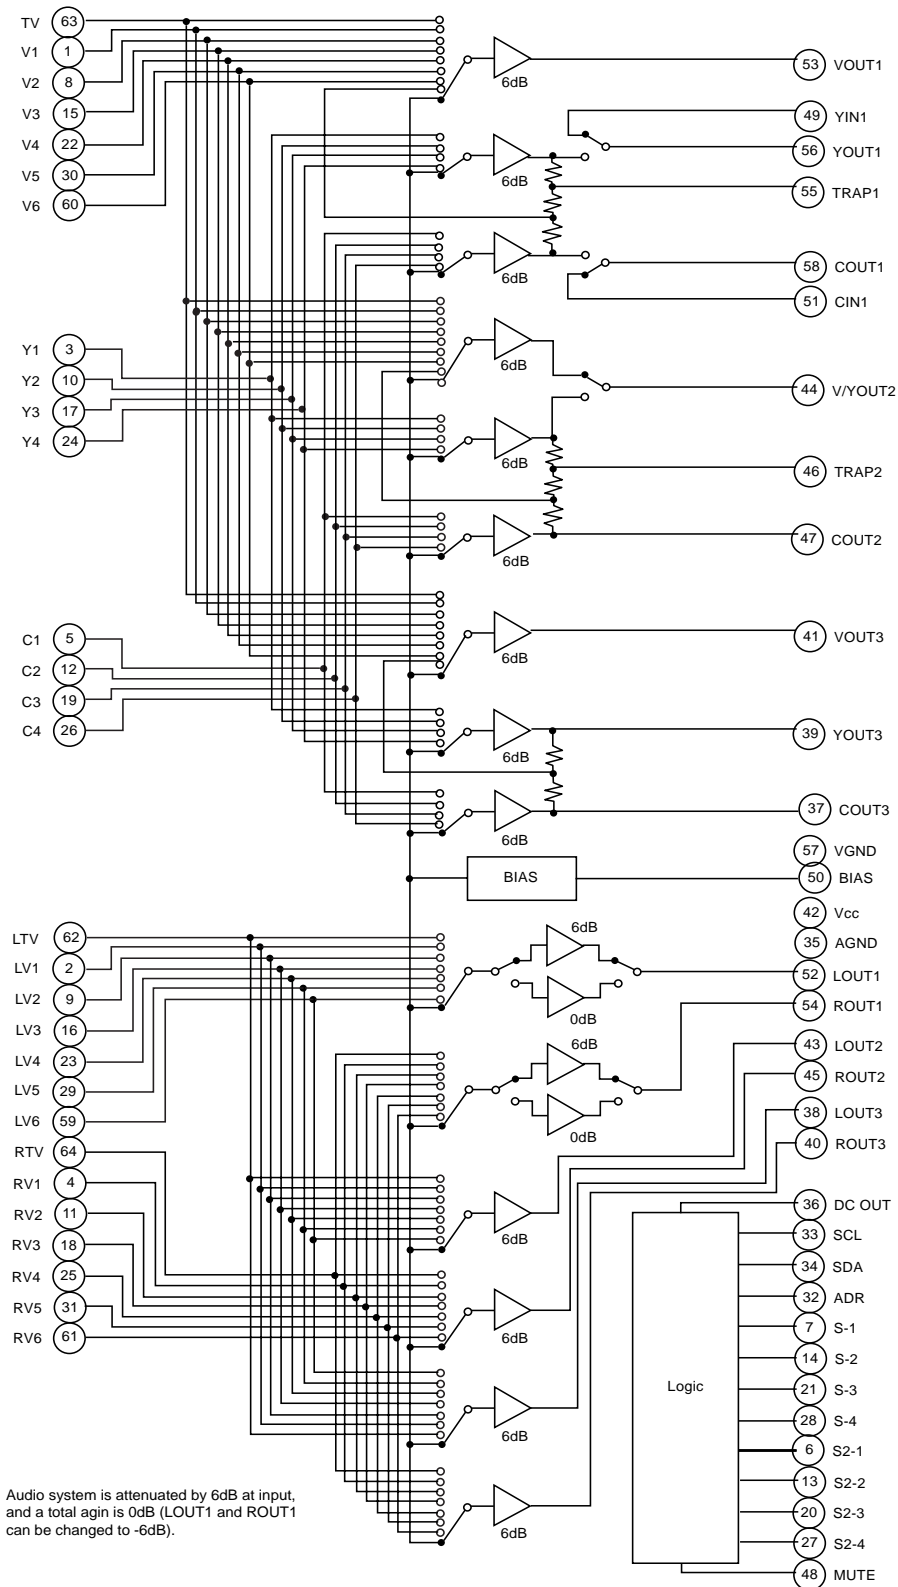 TV 63
V1 1
V2 8
V3 15
V4 22
V5 30
V6 60
Y1 3
Y2 10
Y3 17
Y4 24
C1 5
C2 12
C3 19
C4 26
LTV 62
LV1 2
LV2 9
LV3 16
LV4 23
LV5 29
LV6 59
RTV 64
RV1 4
RV2 11
RV3 18
RV4 25
RV5 31
RV6 61
6dB
6dB
6dB
6dB
6dB
6dB
6dB
6dB
6dB
BIAS
6dB
0dB
6dB
0dB
6dB
6dB
6dB
6dB
Logic
53 VOUT1
49 YIN1
56 YOUT1
55 TRAP1
58 COUT1
51 CIN1
44 V/YOUT2
46 TRAP2
47 COUT2
41 VOUT3
39 YOUT3
37 COUT3
57 VGND
50 BIAS
42 Vcc
35 AGND
52 LOUT1
54 ROUT1
43 LOUT2
45 ROUT2
38 LOUT3
40 ROUT3
36 DC OUT
33 SCL
34 SDA
32 ADR
7 S-1
14 S-2
21 S-3
28 S-4
6 S2-1
13 S2-2
20 S2-3
27 S2-4
48 MUTE
Audio system is attenuated by 6dB at input,
and a total agin is 0dB (LOUT1 and ROUT1
can be changed to -6dB).